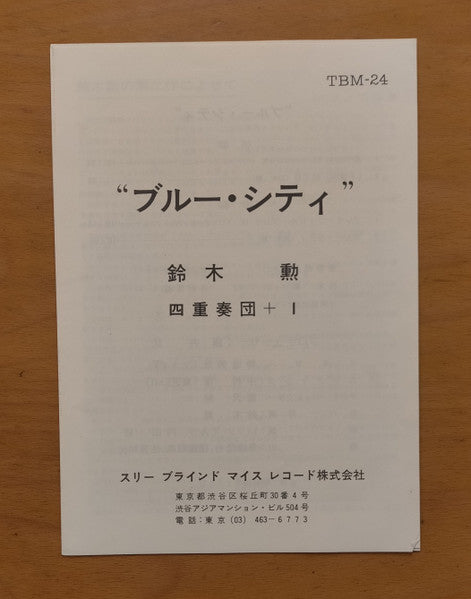 TBM-24
“ブルー・シティ”
鈴木 勲
四重奏団+1
スリー ブラインド マイス レコード株式会社
東京都渋谷区桜丘町30番4号
渋谷アジアマンション・ビル504号
電話:東京(03) 463-6773